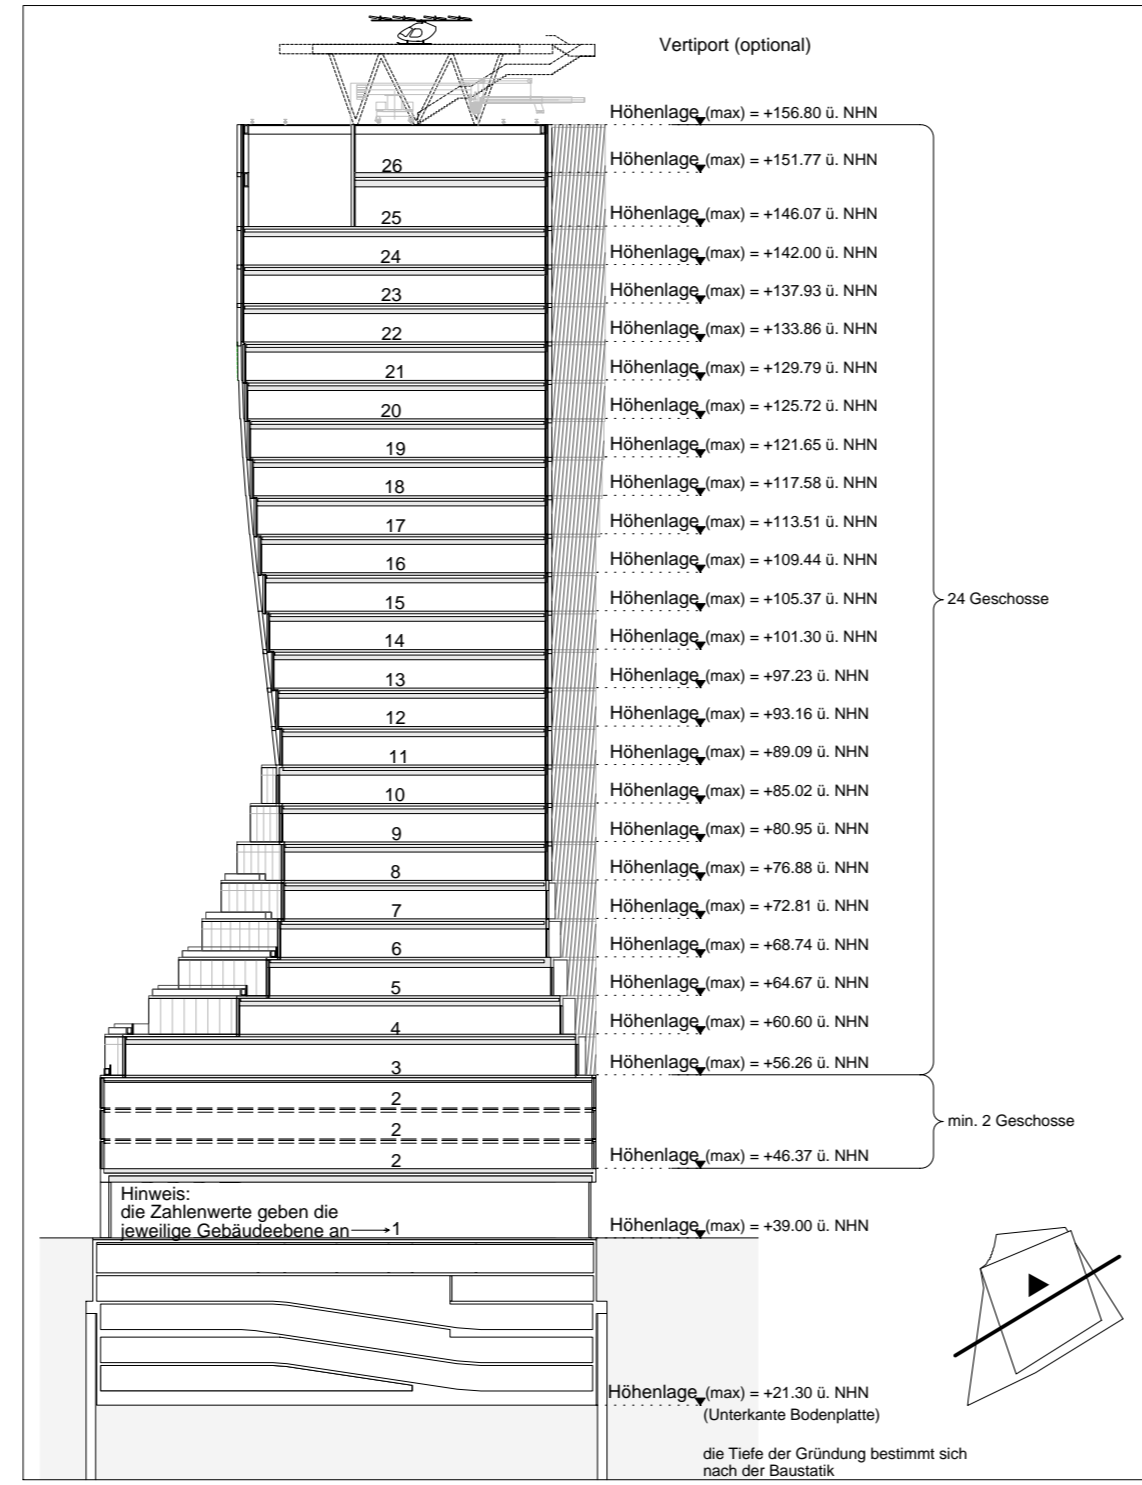 Vertiport (optional)
Höhenlage (max) = +156.80 ü. NHN
26
Höhenlage (max) = +151.77 ü. NHN
25
Höhenlage (max) = +146.07 ü. NHN
24
Höhenlage (max) = +142.00 ü. NHN
23
Höhenlage (max) = +137.93 ü. NHN
22
Höhenlage (max) = +133.86 ü. NHN
21
Höhenlage (max) = +129.79 ü. NHN
20
Höhenlage (max) = +125.72 ü. NHN
19
Höhenlage (max) = +121.65 ü. NHN
18
Höhenlage (max) = +117.58 ü. NHN
17
Höhenlage (max) = +113.51 ü. NHN
16
Höhenlage (max) = +109.44 ü. NHN
15
Höhenlage (max) = +105.37 ü. NHN
24 Geschosse
14
Höhenlage (max) = +101.30 ü. NHN
13
Höhenlage (max) = +97.23 ü. NHN
12
Höhenlage (max) = +93.16 ü. NHN
11
Höhenlage (max) = +89.09 ü. NHN
10
Höhenlage (max) = +85.02 ü. NHN
9
Höhenlage (max) = +80.95 ü. NHN
8
Höhenlage (max) = +76.88 ü. NHN
7
Höhenlage (max) = +72.81 ü. NHN
6
Höhenlage (max) = +68.74 ü. NHN
5
Höhenlage (max) = +64.67 ü. NHN
4
Höhenlage (max) = +60.60 ü. NHN
3
Höhenlage (max) = +56.26 ü. NHN
2
2
min. 2 Geschosse
2
Höhenlage (max) = +46.37 ü. NHN
Hinweis:
die Zahlenwerte geben die
jeweilige Gebäudeebene an
1
Höhenlage (max) = +39.00 ü. NHN
Höhenlage (max) = +21.30 ü. NHN
(Unterkante Bodenplatte)
die Tiefe der Gründung bestimmt sich
nach der Baustatik